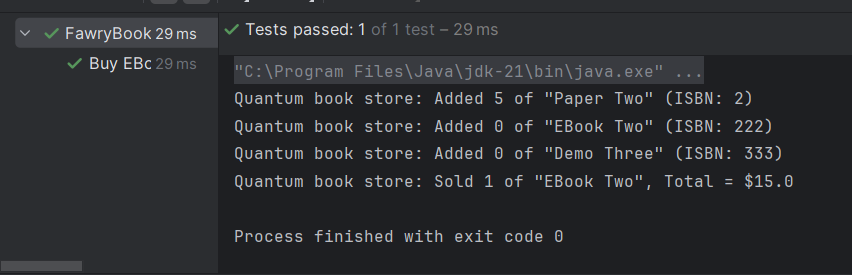 FawryBook 29 ms
Buy EBo 29 ms
Tests passed: 1 of 1 test – 29 ms
"C:\Program Files\Java\jdk-21\bin\java.exe" ...
Quantum book store: Added 5 of "Paper Two" (ISBN: 2)
Quantum book store: Added 0 of "EBook Two" (ISBN: 222)
Quantum book store: Added 0 of "Demo Three" (ISBN: 333)
Quantum book store: Sold 1 of "EBook Two", Total = $15.0
Process finished with exit code 0